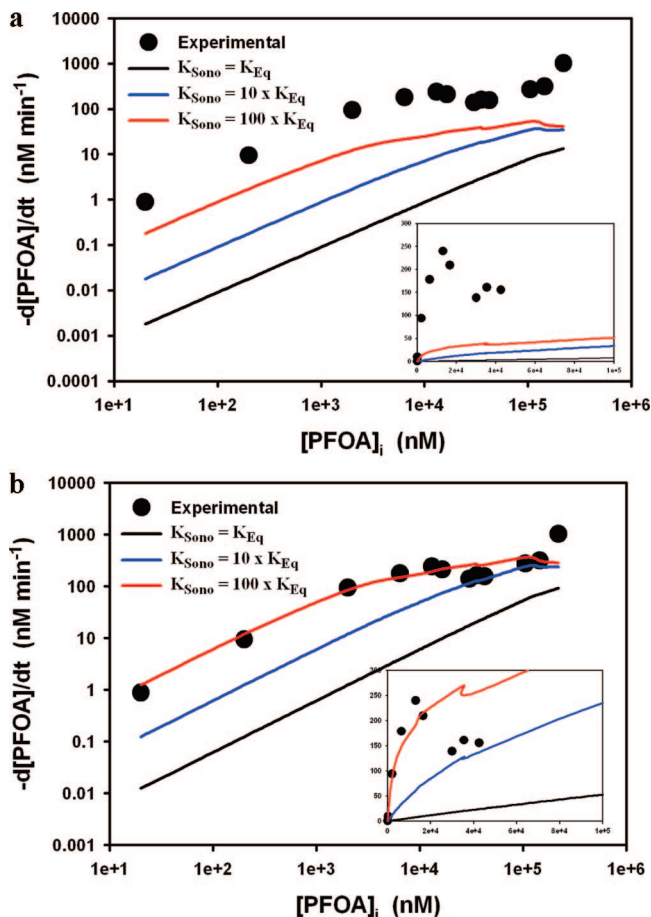 a
10000
1000
100
10
1
0.1
0.01
0.001
0.0001
-d[PFOA]/dt (nM min⁻¹)
Experimental
K_Sono = K_Eq
K_Sono = 10 x K_Eq
K_Sono = 100 x K_Eq
300
250
200
150
100
50
0
0 2e+4 4e+4 6e+4 8e+4 1e+5
1e+1 1e+2 1e+3 1e+4 1e+5 1e+6
[PFOA]i (nM)
b
10000
1000
100
10
1
0.1
0.01
0.001
-d[PFOA]/dt (nM min⁻¹)
Experimental
K_Sono = K_Eq
K_Sono = 10 x K_Eq
K_Sono = 100 x K_Eq
300
250
200
150
100
50
0
0 2e+4 4e+4 6e+4 8e+4 1e+5
1e+1 1e+2 1e+3 1e+4 1e+5 1e+6
[PFOA]i (nM)